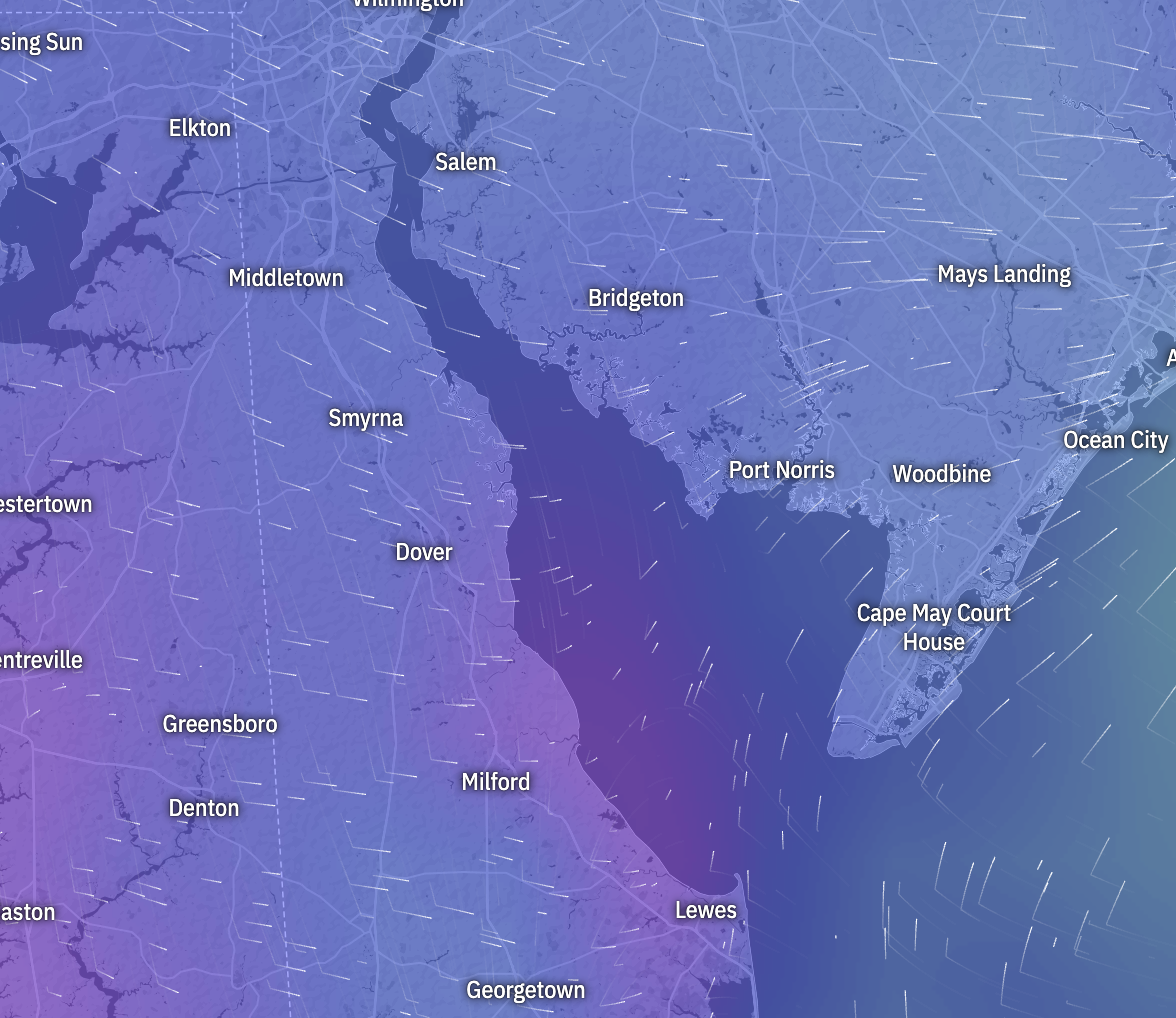 Wilmington
sing Sun
Elkton
Salem
Middletown
Mays Landing
Bridgeton
A
Smyrna
Ocean City
Port Norris
Woodbine
estertown
Dover
Cape May Court
House
entreville
Greensboro
Milford
Denton
Lewes
aston
Georgetown